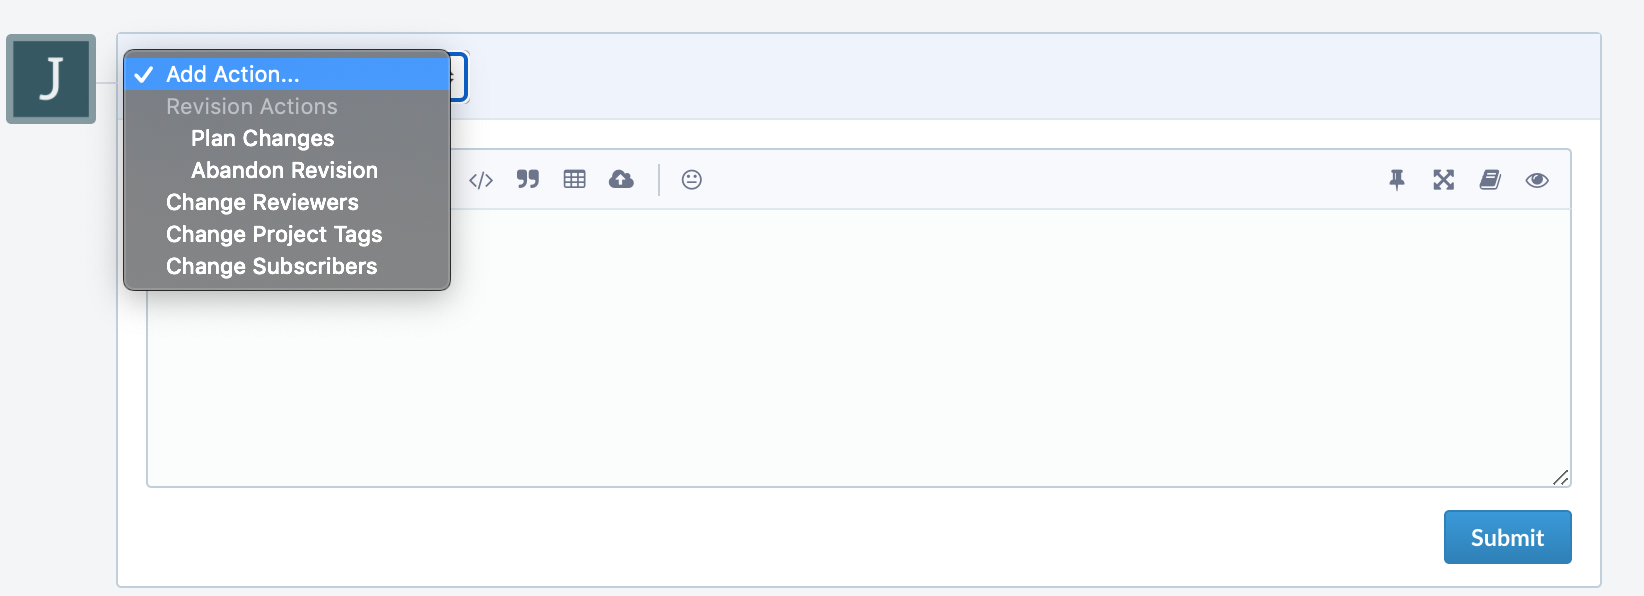 J
Add Action...
Revision Actions
Plan Changes
Abandon Revision
Change Reviewers
Change Project Tags
Change Subscribers
Submit